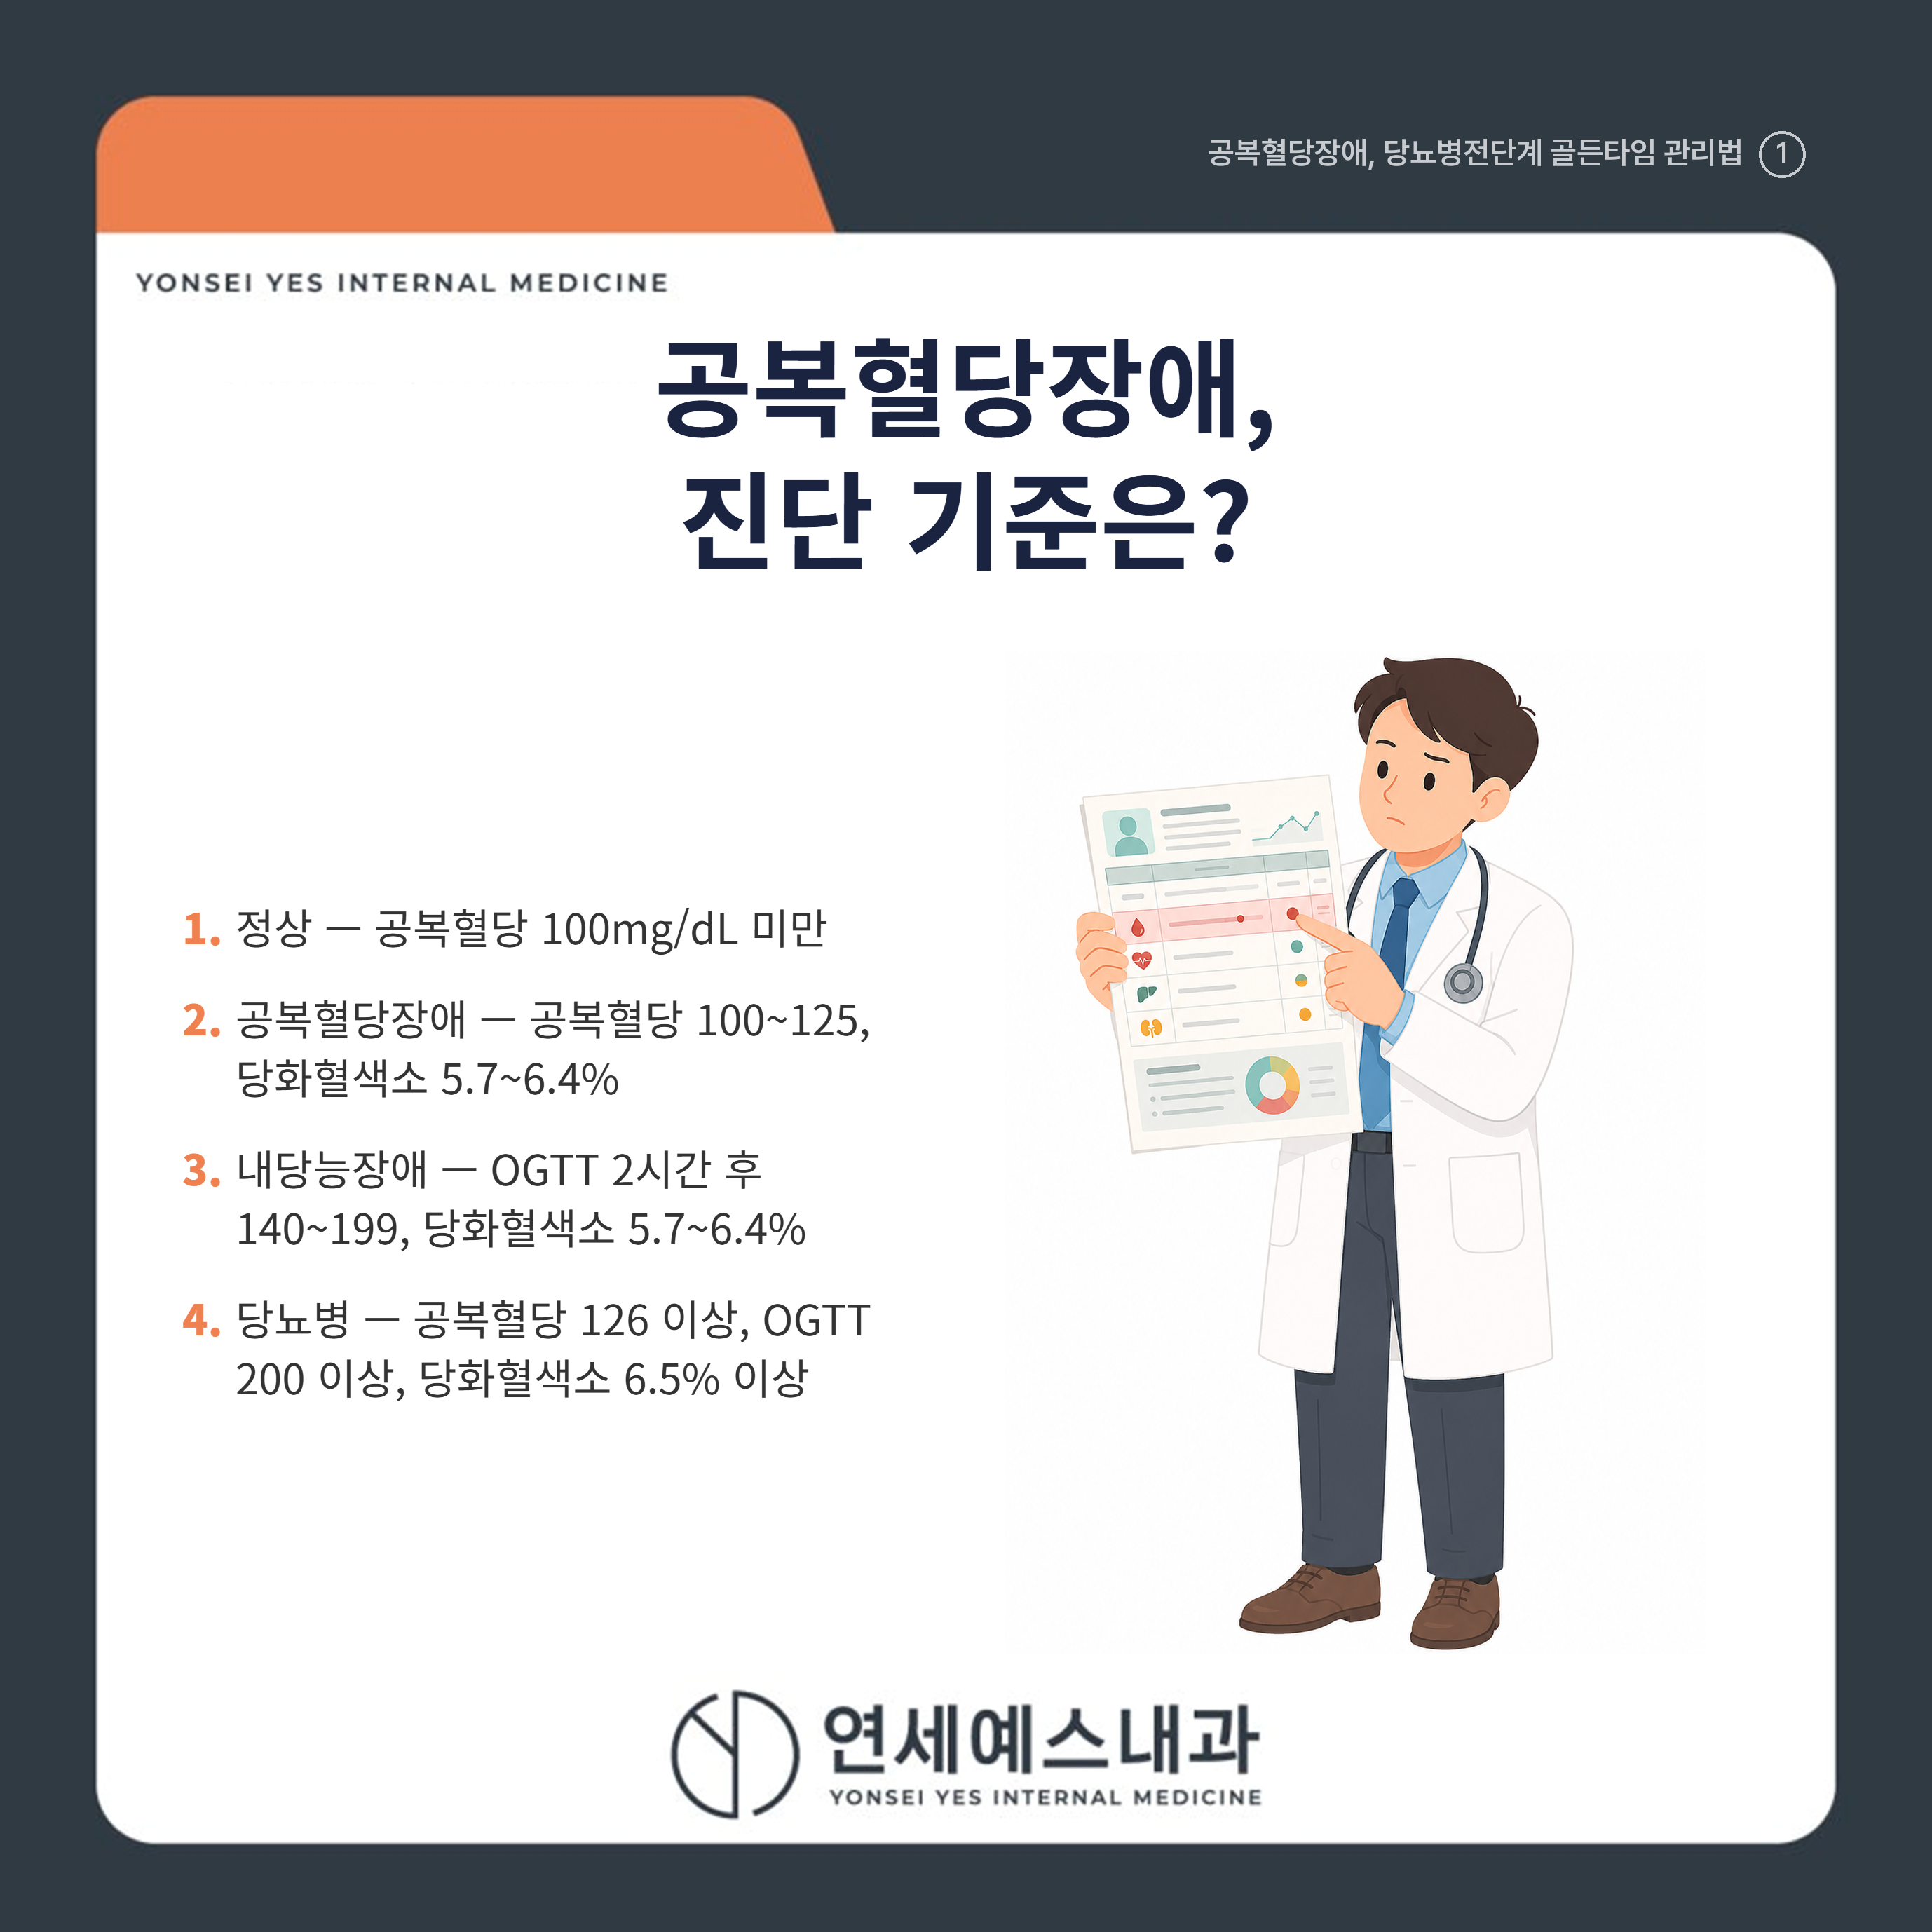 공복혈당장애, 당뇨병전단계 골든타임 관리법 1
YONSEI YES INTERNAL MEDICINE
공복혈당장애,
진단 기준은?
1. 정상 — 공복혈당 100mg/dL 미만
2. 공복혈당장애 — 공복혈당 100~125,
당화혈색소 5.7~6.4%
3. 내당능장애 — OGTT 2시간 후
140~199, 당화혈색소 5.7~6.4%
4. 당뇨병 — 공복혈당 126 이상, OGTT
200 이상, 당화혈색소 6.5% 이상
연세예스내과
YONSEI YES INTERNAL MEDICINE